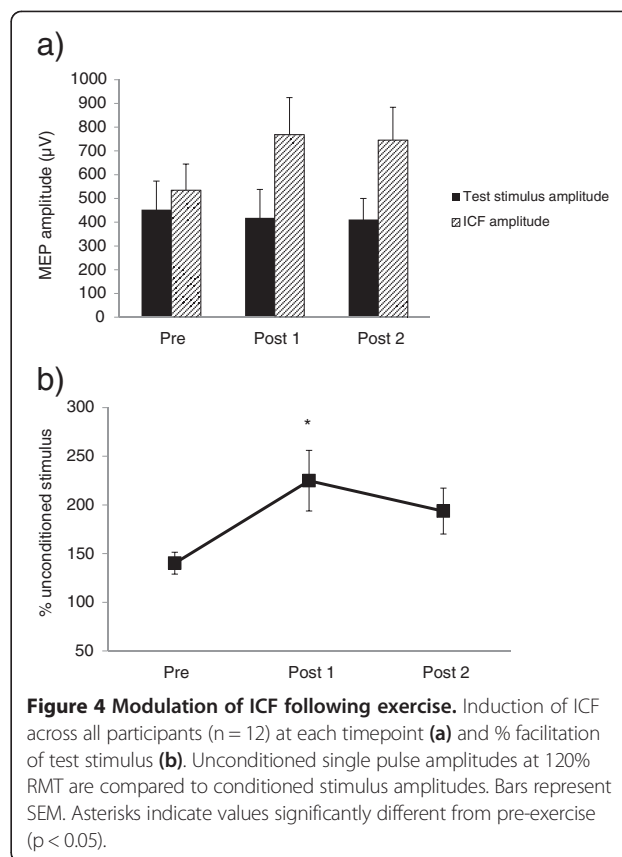 a)
1000
900
800
700
600
500
400
300
200
100
0
MEP amplitude (µV)
Pre
Post 1
Post 2
Test stimulus amplitude
ICF amplitude
b)
300
250
200
150
100
50
% unconditioned stimulus
*
Pre
Post 1
Post 2
Figure 4 Modulation of ICF following exercise. Induction of ICF
across all participants (n = 12) at each timepoint (a) and % facilitation
of test stimulus (b). Unconditioned single pulse amplitudes at 120%
RMT are compared to conditioned stimulus amplitudes. Bars represent
SEM. Asterisks indicate values significantly different from pre-exercise
(p < 0.05).